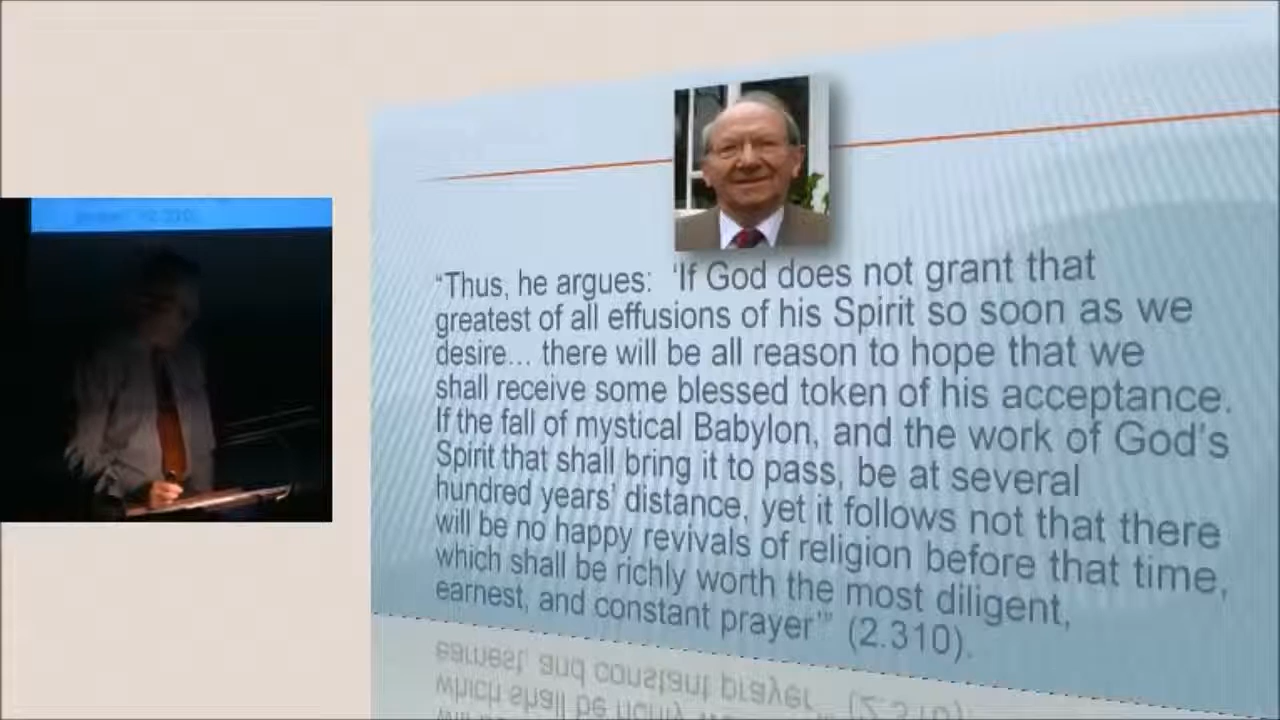 “Thus, he argues: ‘If God does not grant that
greatest of all effusions of his Spirit so soon as we
desire... there will be all reason to hope that we
shall receive some blessed token of his acceptance.
If the fall of mystical Babylon, and the work of God’s
Spirit that shall bring it to pass, be at several
hundred years’ distance, yet it follows not that there
will be no happy revivals of religion before that time,
which shall be richly worth the most diligent,
earnest, and constant prayer’” (2.310).